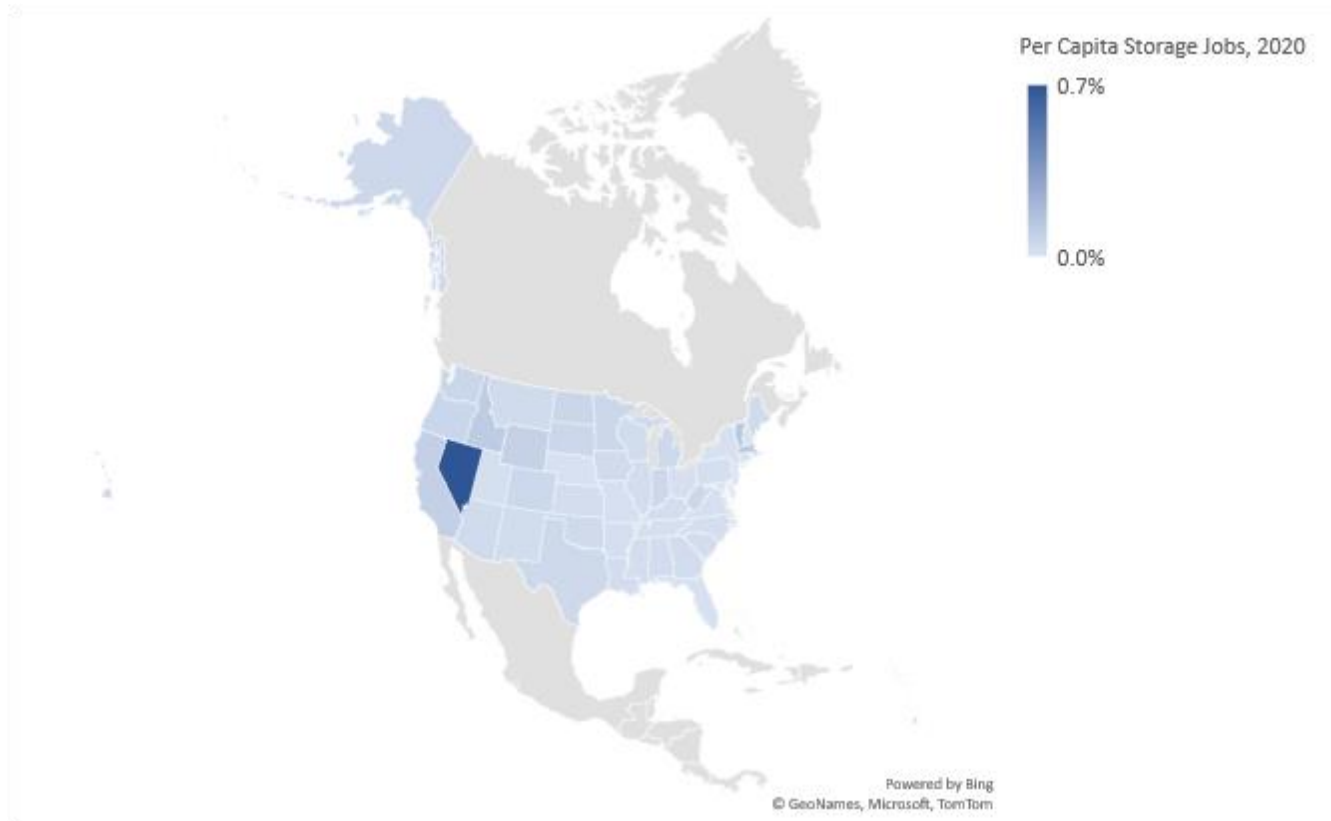 Per Capita Storage Jobs, 2020
0.7%
0.0%
Powered by Bing
© GeoNames, Microsoft, TomTom